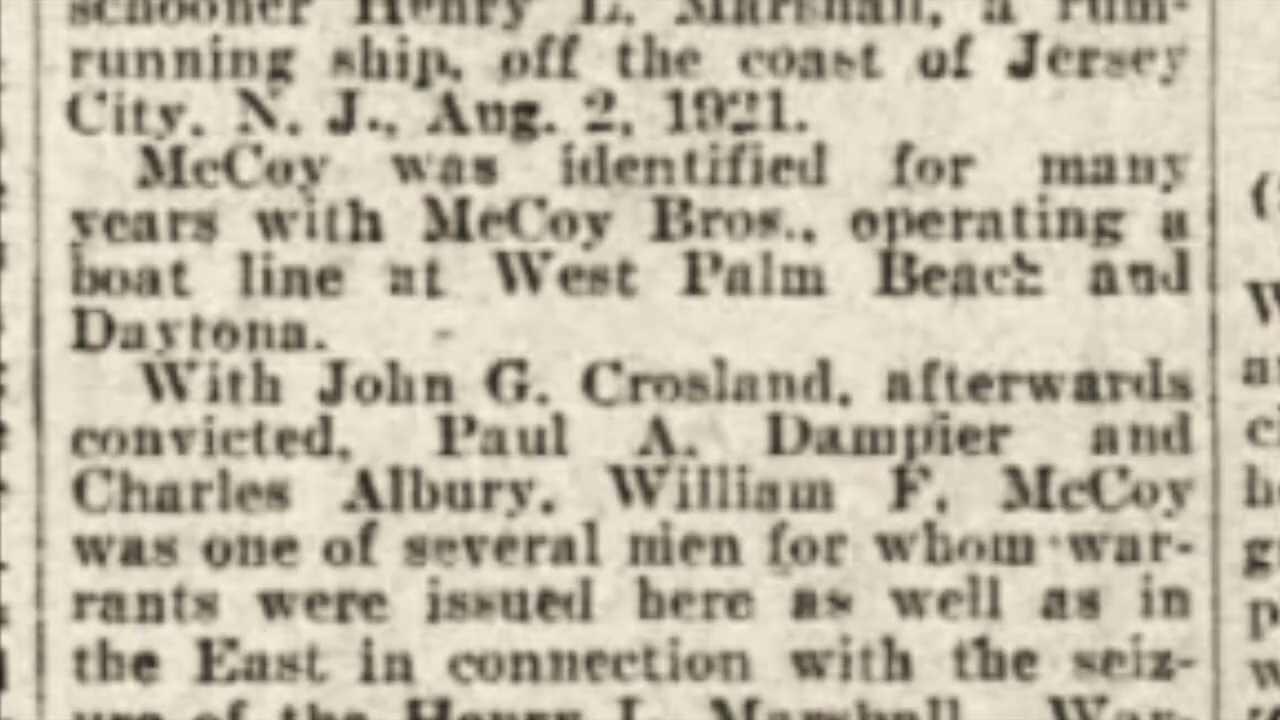 schooner Henry L. Marshall, a rum-
running ship, off the coast of Jersey
City, N. J., Aug. 2, 1921.
McCoy was identified for many
years with McCoy Bros., operating a
boat line at West Palm Beach and
Daytona.
With John G. Crosland, afterwards
convicted, Paul A. Dampier and
Charles Albury, William F. McCoy
was one of several men for whom war-
rants were issued here as well as in
the East in connection with the seiz-
ure of the Henry L. Marshall. War-